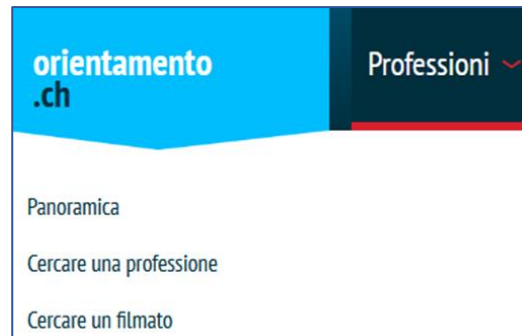 orientamento
.ch
Professioni
Panoramica
Cercare una professione
Cercare un filmato